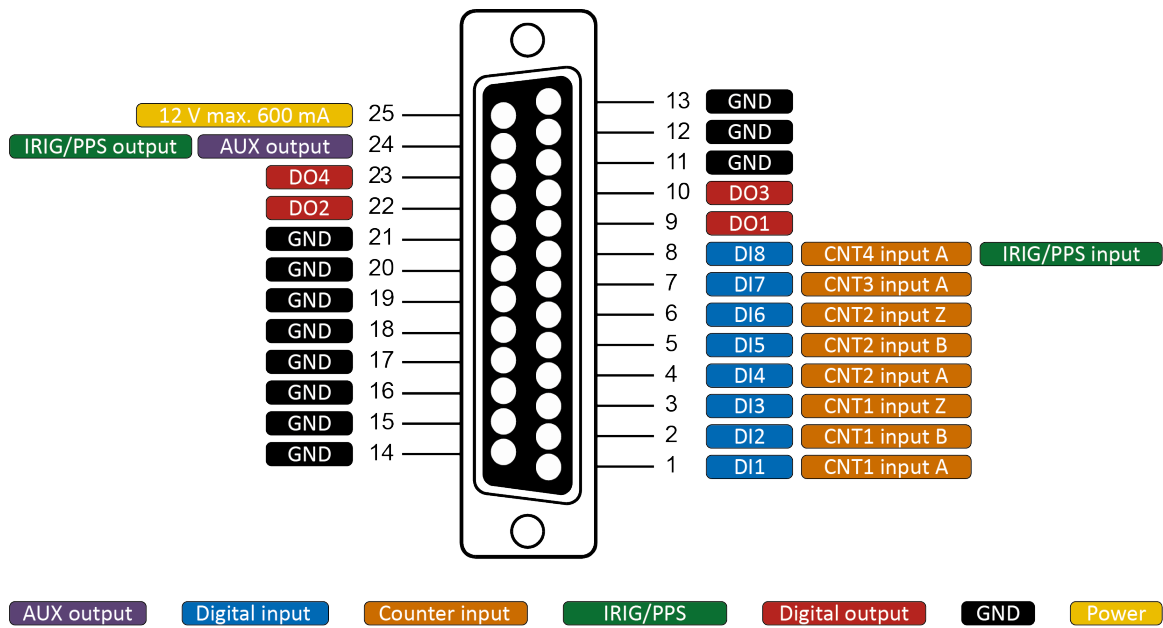 12 V max. 600 mA 25
IRIG/PPS output AUX output 24
DO4 23
DO2 22
GND 21
GND 20
GND 19
GND 18
GND 17
GND 16
GND 15
GND 14
13 GND
12 GND
11 GND
10 DO3
9 DO1
8 DI8 CNT4 input A IRIG/PPS input
7 DI7 CNT3 input A
6 DI6 CNT2 input Z
5 DI5 CNT2 input B
4 DI4 CNT2 input A
3 DI3 CNT1 input Z
2 DI2 CNT1 input B
1 DI1 CNT1 input A
AUX output Digital input Counter input IRIG/PPS Digital output GND Power